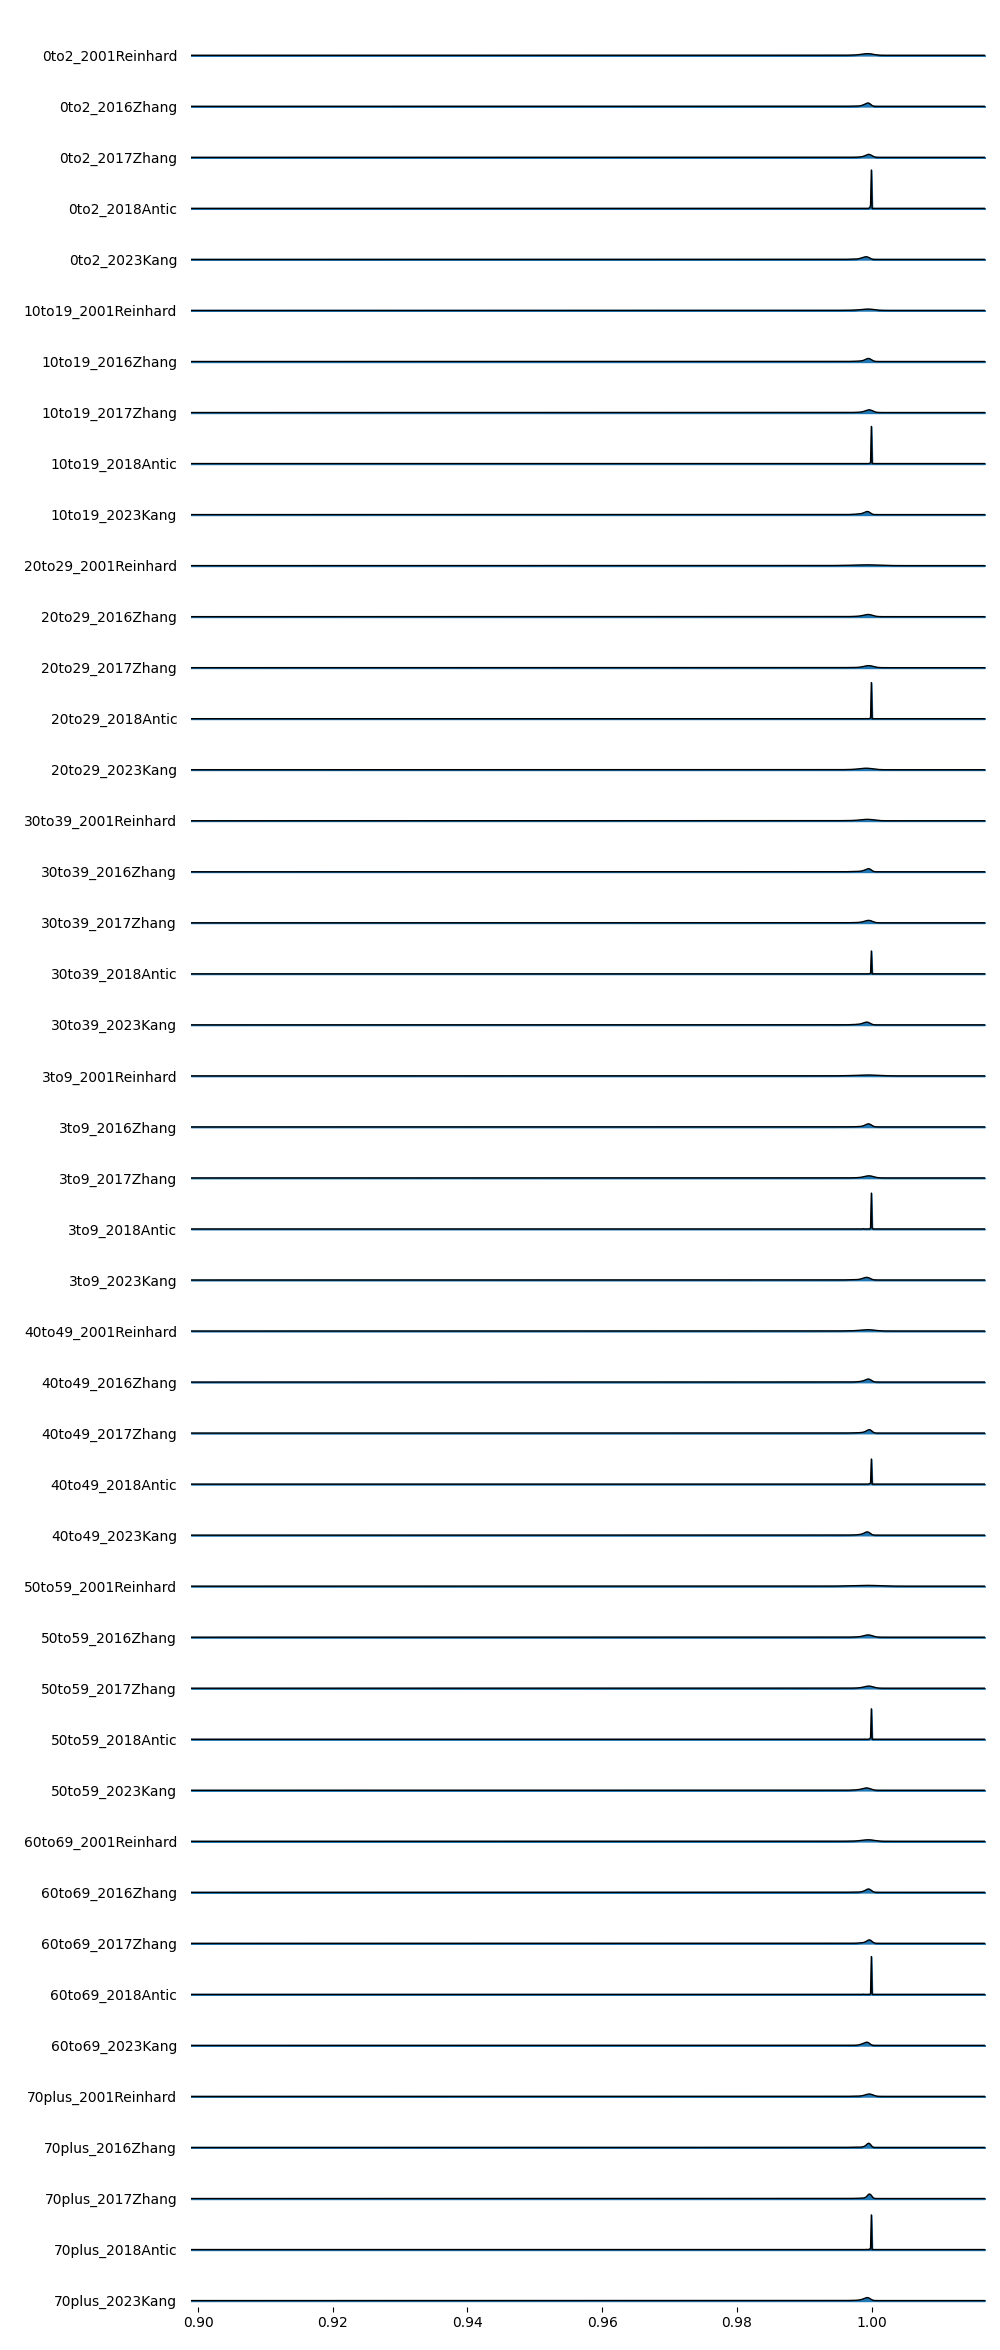 0to2_2001Reinhard
0to2_2016Zhang
0to2_2017Zhang
0to2_2018Antic
0to2_2023Kang
10to19_2001Reinhard
10to19_2016Zhang
10to19_2017Zhang
10to19_2018Antic
10to19_2023Kang
20to29_2001Reinhard
20to29_2016Zhang
20to29_2017Zhang
20to29_2018Antic
20to29_2023Kang
30to39_2001Reinhard
30to39_2016Zhang
30to39_2017Zhang
30to39_2018Antic
30to39_2023Kang
3to9_2001Reinhard
3to9_2016Zhang
3to9_2017Zhang
3to9_2018Antic
3to9_2023Kang
40to49_2001Reinhard
40to49_2016Zhang
40to49_2017Zhang
40to49_2018Antic
40to49_2023Kang
50to59_2001Reinhard
50to59_2016Zhang
50to59_2017Zhang
50to59_2018Antic
50to59_2023Kang
60to69_2001Reinhard
60to69_2016Zhang
60to69_2017Zhang
60to69_2018Antic
60to69_2023Kang
70plus_2001Reinhard
70plus_2016Zhang
70plus_2017Zhang
70plus_2018Antic
70plus_2023Kang
0.90 0.92 0.94 0.96 0.98 1.00